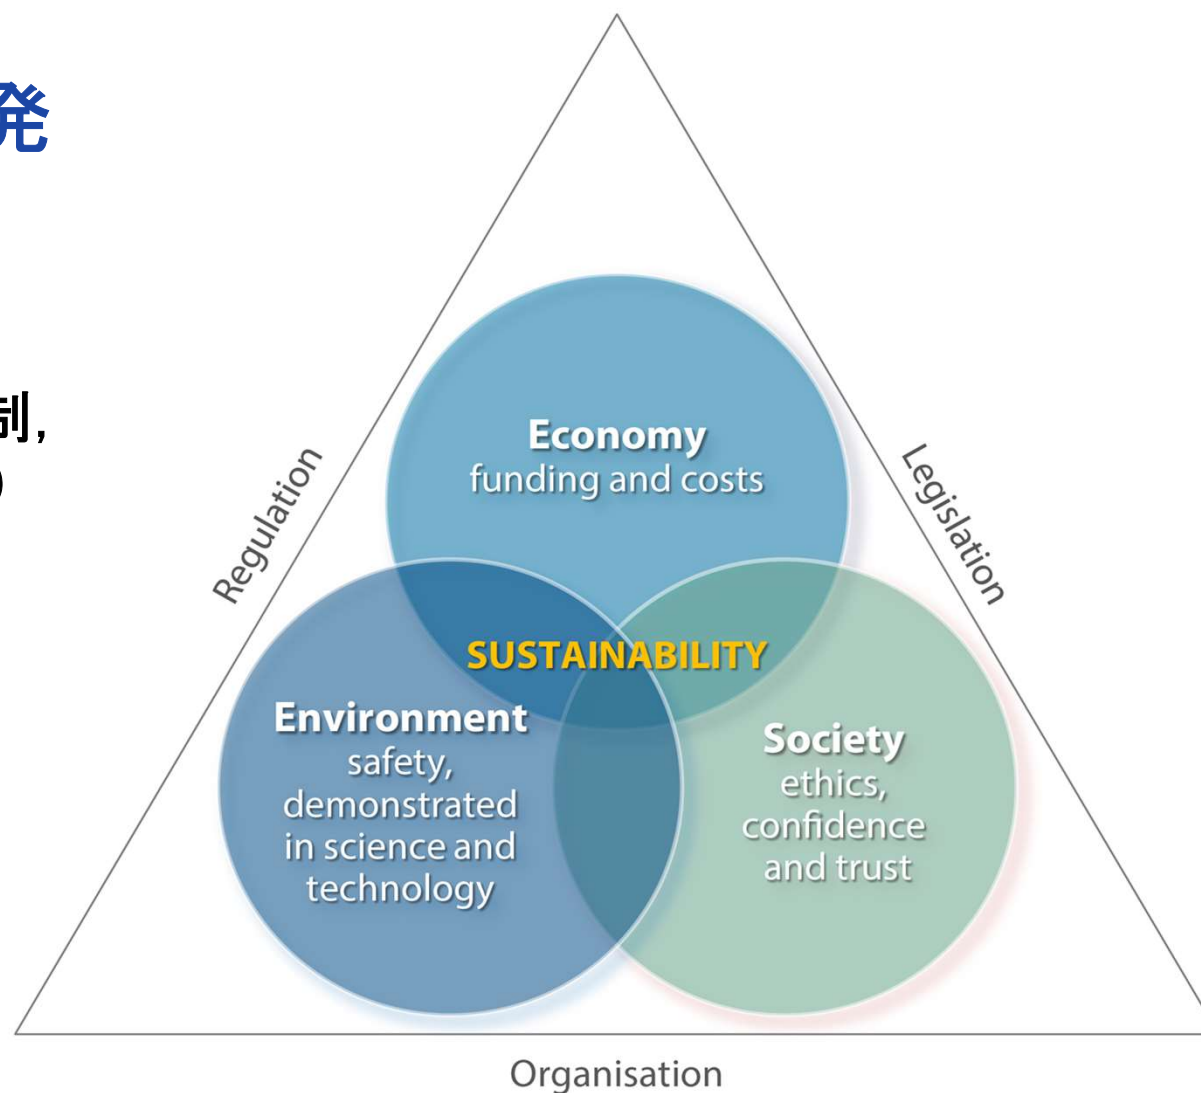 発
制,
)
Economy
funding and costs
Regulation
Legislation
SUSTAINABILITY
Environment
safety,
demonstrated
in science and
technology
Society
ethics,
confidence
and trust
Organisation